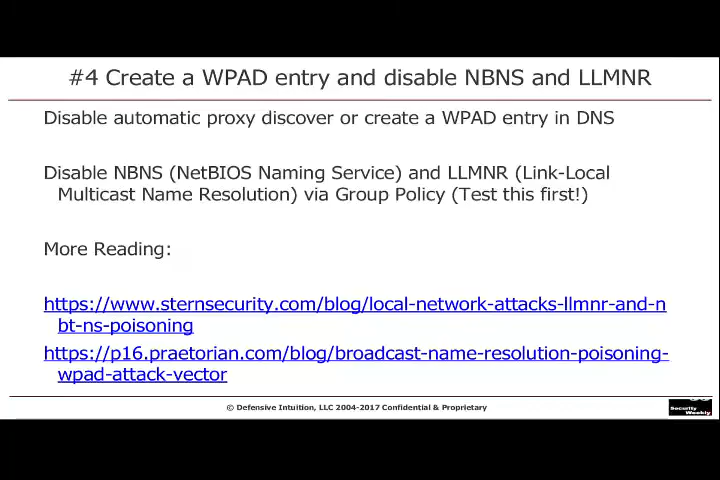 #4 Create a WPAD entry and disable NBNS and LLMNR
Disable automatic proxy discover or create a WPAD entry in DNS
Disable NBNS (NetBIOS Naming Service) and LLMNR (Link-Local
Multicast Name Resolution) via Group Policy (Test this first!)
More Reading:
https://www.sternsecurity.com/blog/local-network-attacks-llmnr-and-n
bt-ns-poisoning
https://p16.praetorian.com/blog/broadcast-name-resolution-poisoning-
wpad-attack-vector
© Defensive Intuition, LLC 2004-2017 Confidential & Proprietary
Security
Weekly